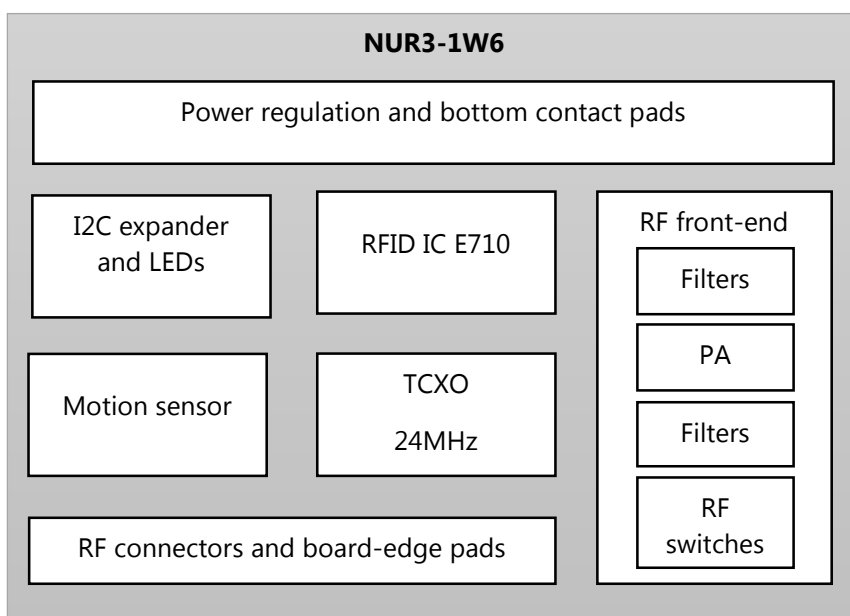 NUR3-1W6
Power regulation and bottom contact pads
I2C expander
and LEDs
RFID IC E710
RF front-end
Filters
PA
Filters
RF
switches
Motion sensor
TCXO
24MHz
RF connectors and board-edge pads